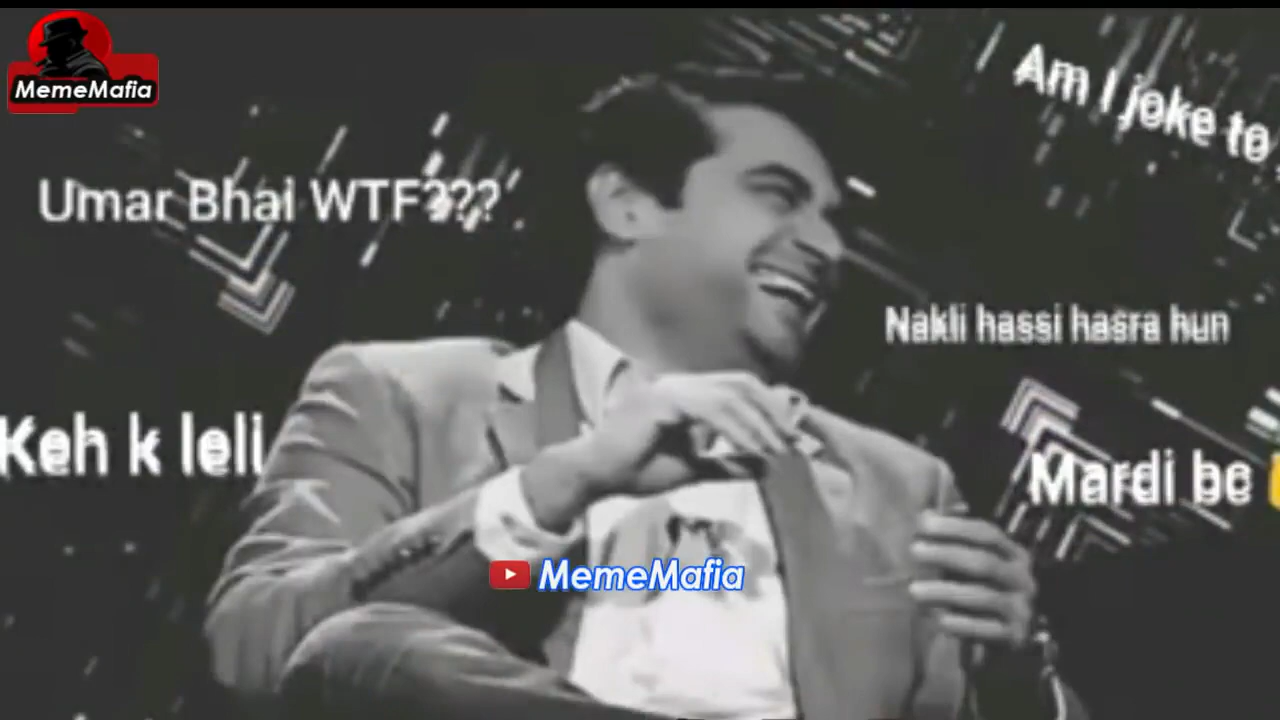 MemeMafia
Am I joke to
Umar Bhai WTF???
Nakli hassi hasra hun
Keh k leli
Mardi be
MemeMafia